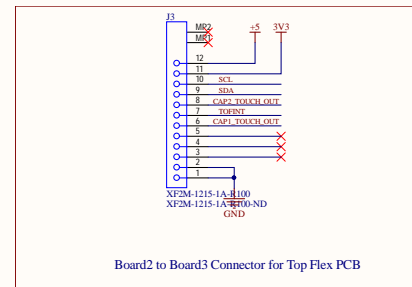 J3
MR2
MR1
+5
3V3
12
11
10 SCL
9 SDA
8 CAP2_TOUCH_OUT
7 TOFINT
6 CAP1_TOUCH_OUT
5
4
3
2
1
XF2M-1215-1A-R100
XF2M-1215-1A-R100-ND
GND
Board2 to Board3 Connector for Top Flex PCB